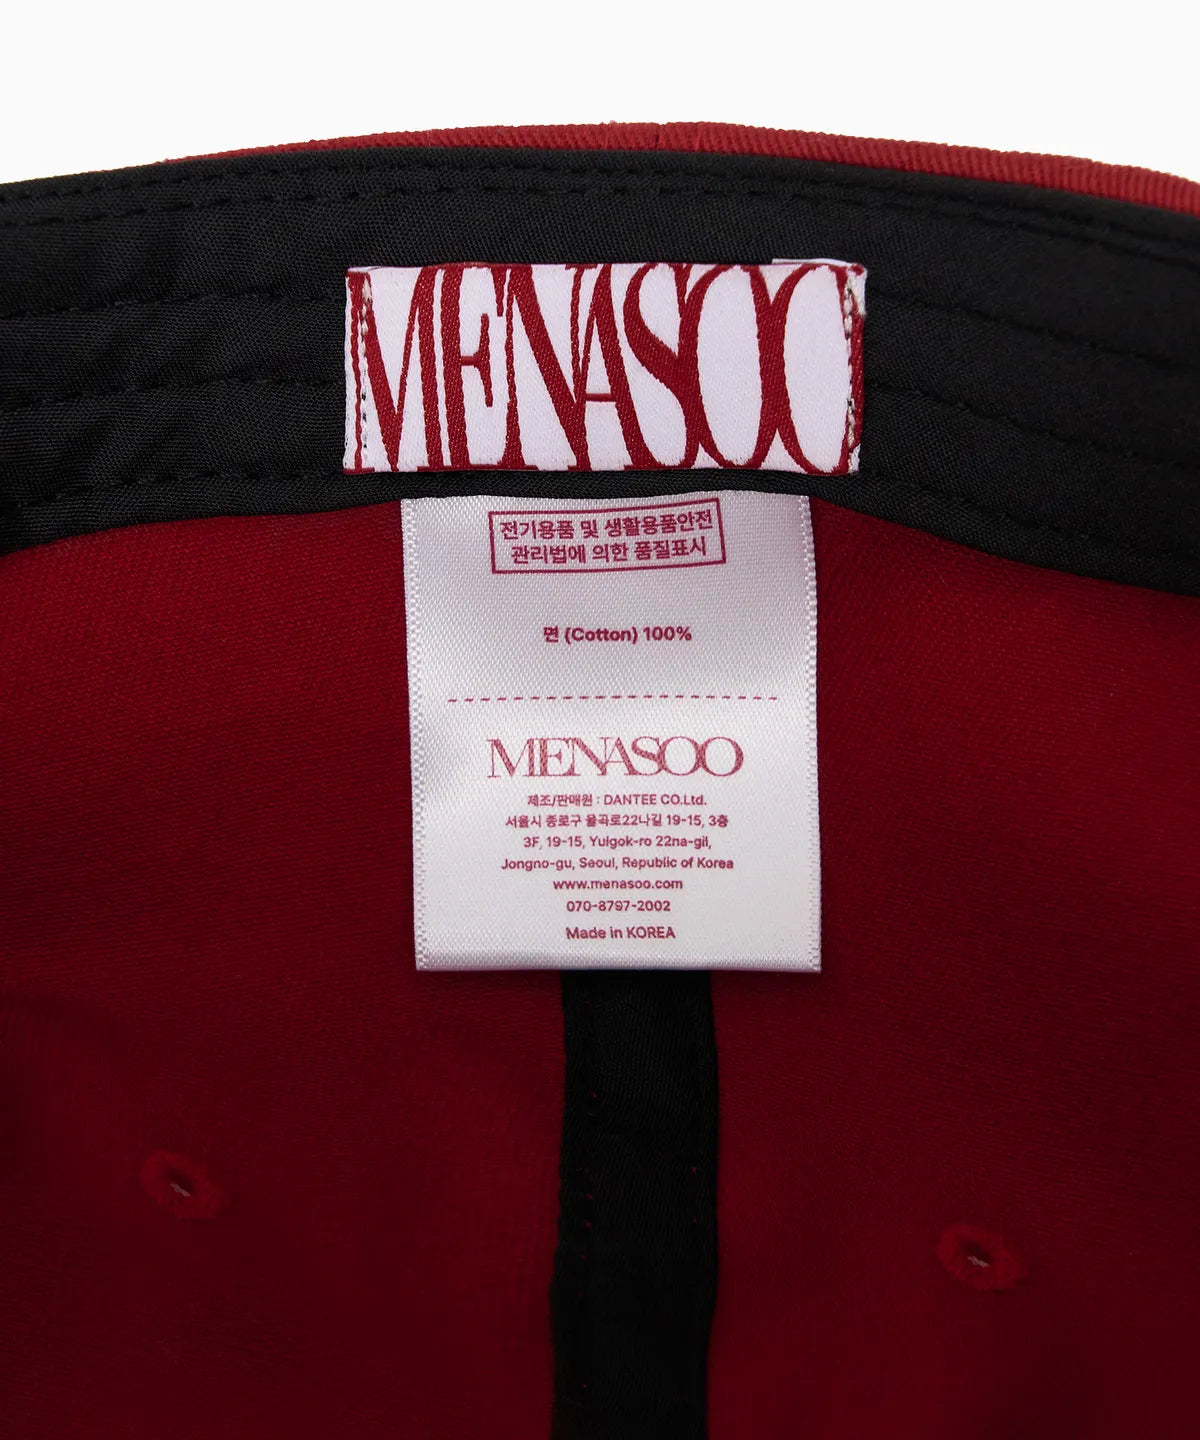 MENASOO
전기용품 및 생활용품안전
관리법에 의한 품질표시
면 (Cotton) 100%
MENASOO
제조/판매원 : DANTEE CO.Ltd.
서울시 종로구 율곡로22나길 19-15, 3층
3F, 19-15, Yulgok-ro 22na-gil,
Jongno-gu, Seoul, Republic of Korea
www.menasoo.com
070-8797-2002
Made in KOREA